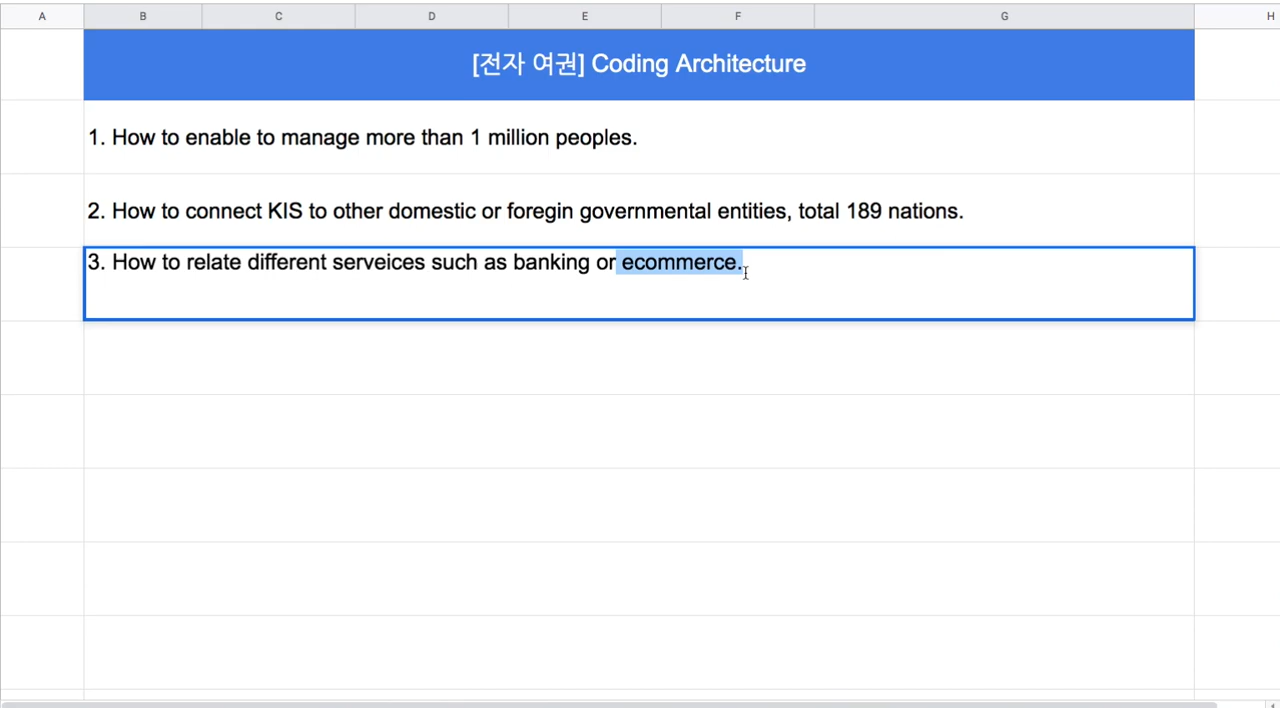 A B C D E F G H
[전자 여권] Coding Architecture
1. How to enable to manage more than 1 million peoples.
2. How to connect KIS to other domestic or foregin governmental entities, total 189 nations.
3. How to relate different serveices such as banking or ecommerce.